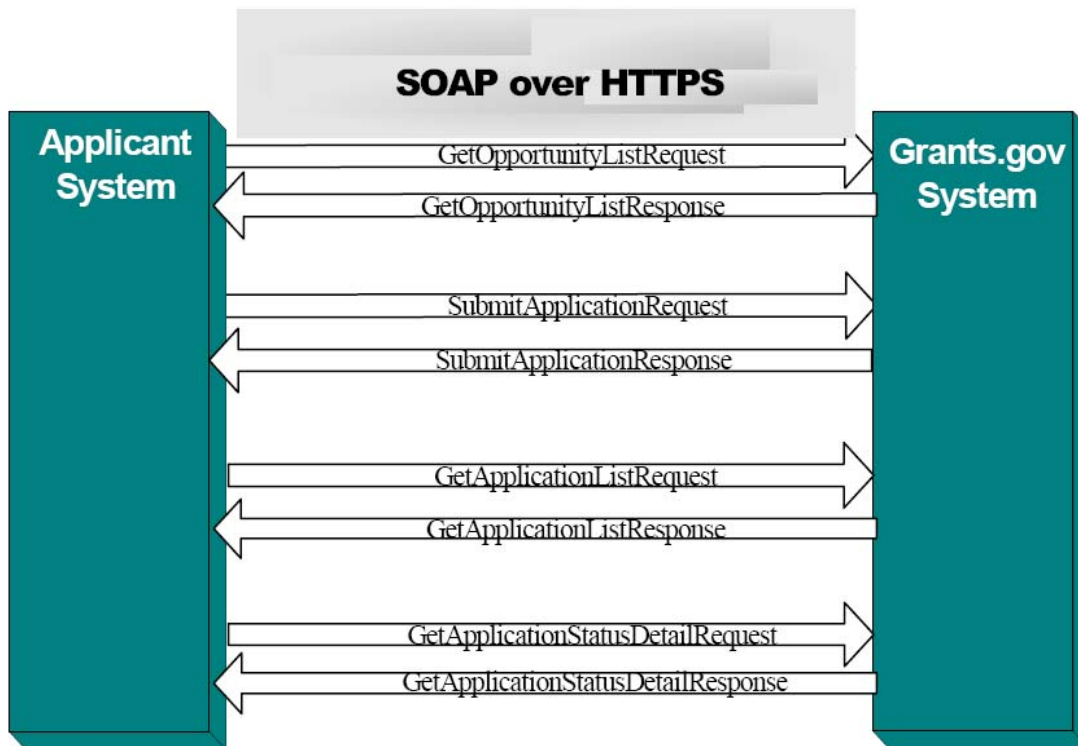 SOAP over HTTPS
Applicant
System
Grants.gov
System
GetOpportunityListRequest
GetOpportunityListResponse
SubmitApplicationRequest
SubmitApplicationResponse
GetApplicationListRequest
GetApplicationListResponse
GetApplicationStatusDetailRequest
GetApplicationStatusDetailResponse